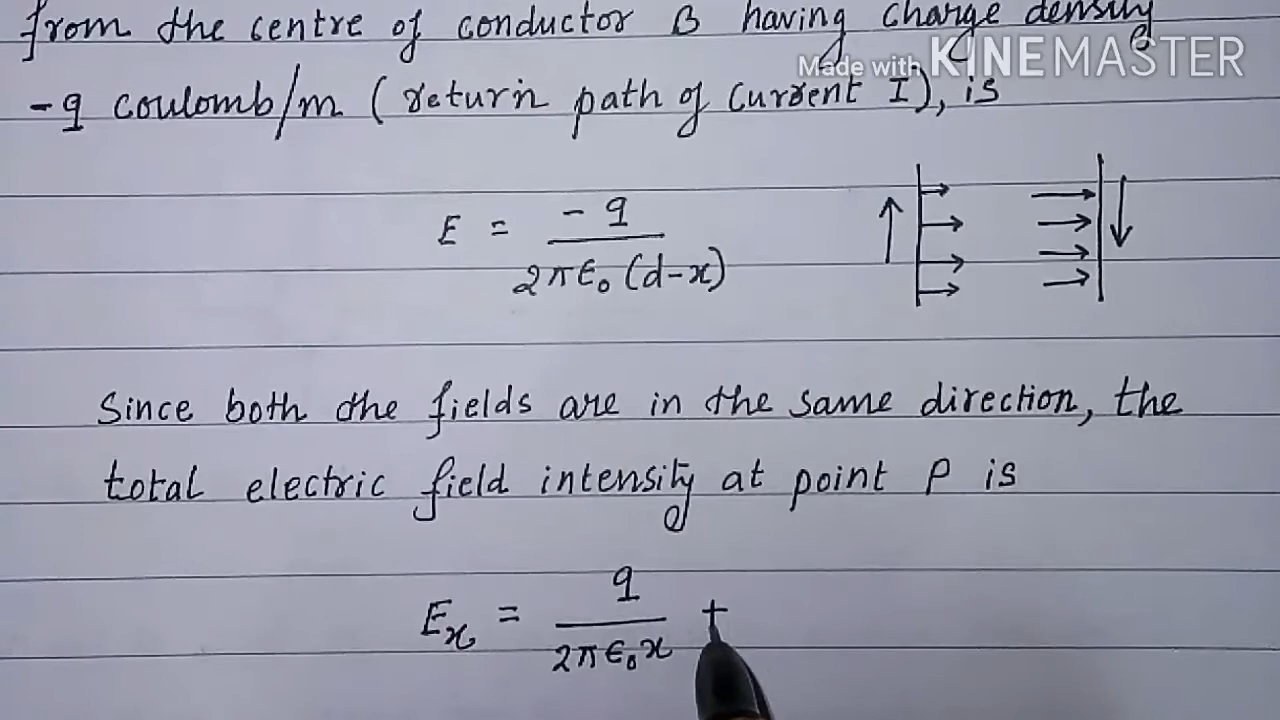 from the centre of conductor B having charge density
Made with KINEMASTER
-q coulomb/m (return path of current I), is
E = -q / 2πϵ₀(d-x)
Since both the fields are in the same direction, the
total electric field intensity at point P is
Eₓ = q / 2πϵ₀x +